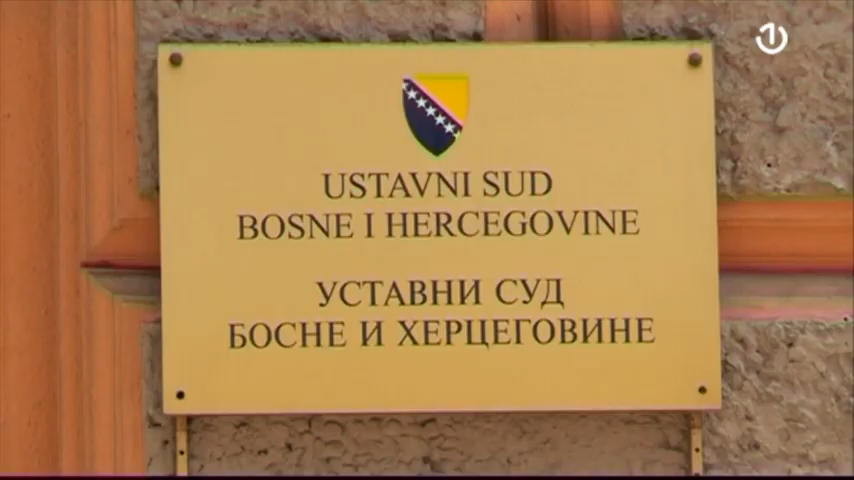 USTAVNI SUD
BOSNE I HERCEGOVINE
УСТАВНИ СУД
БОСНЕ И ХЕРЦЕГОВИНЕ